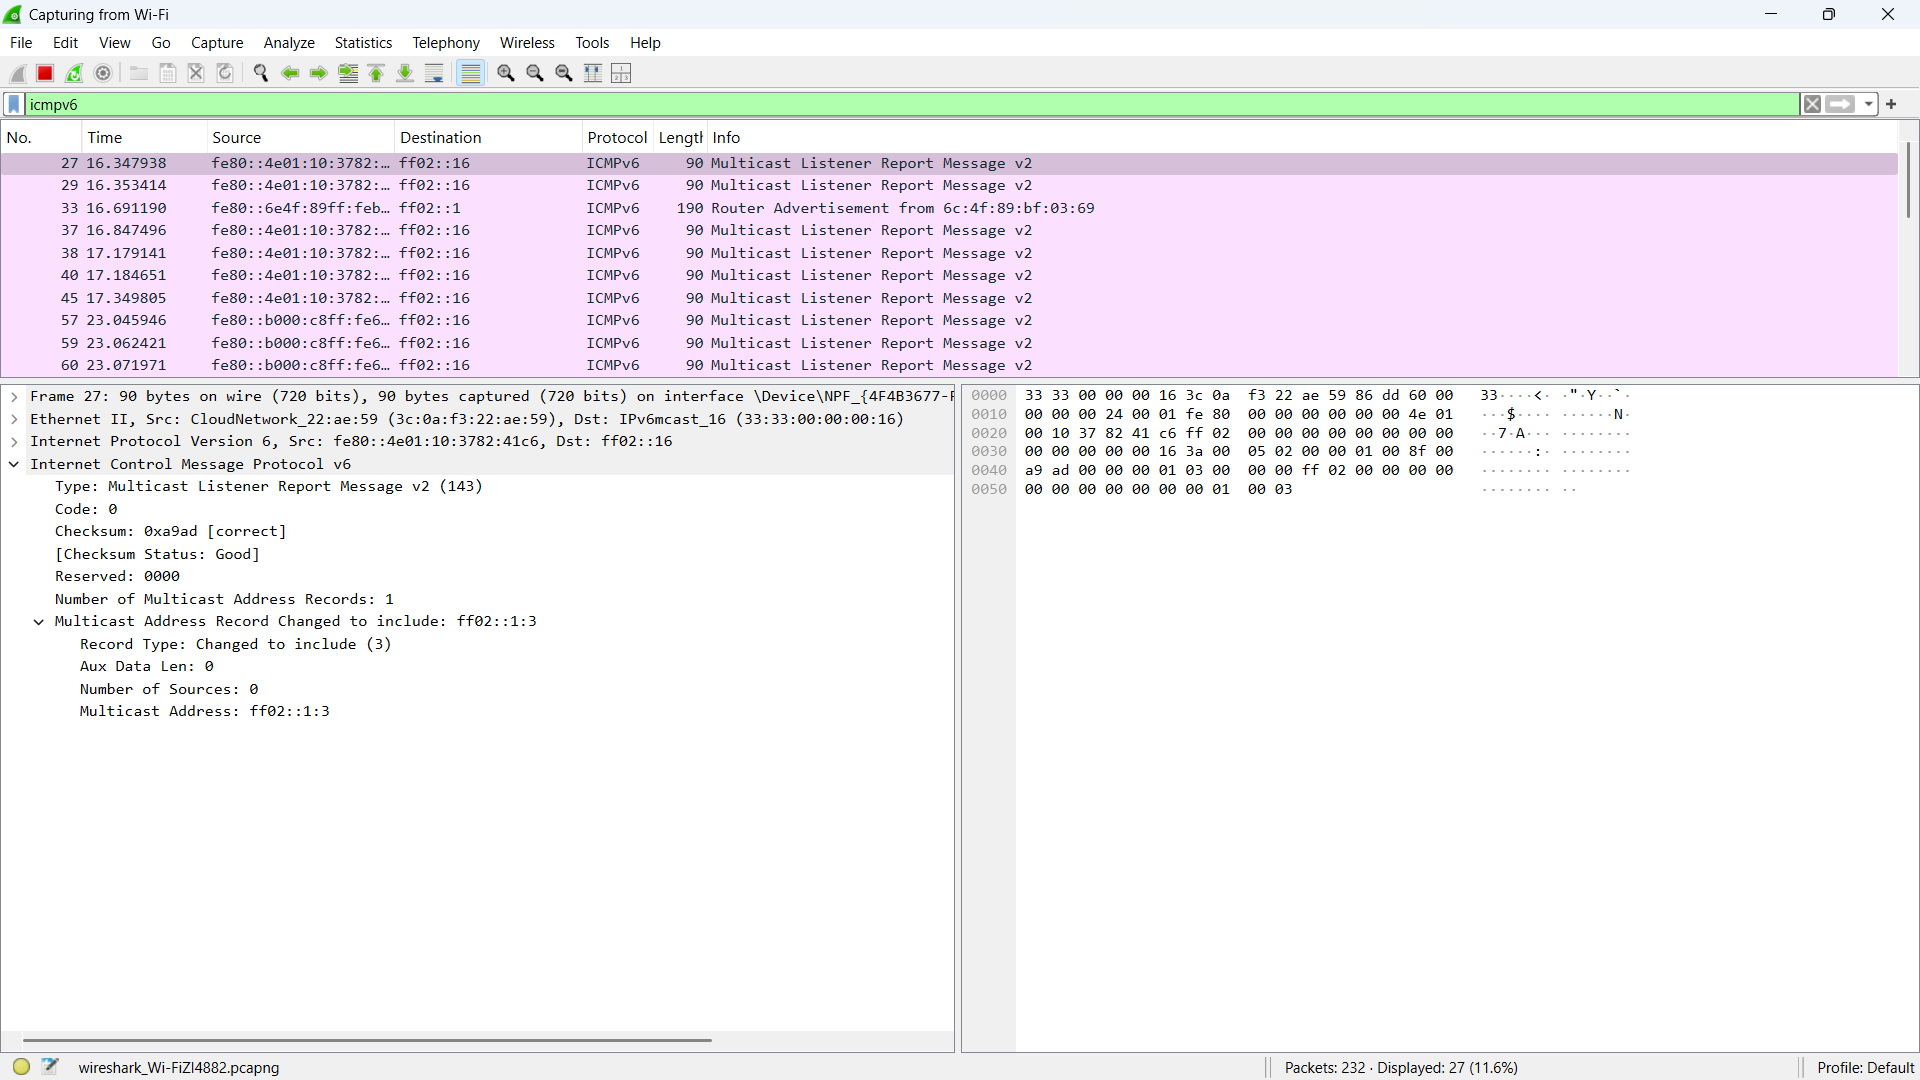 Capturing from Wi-Fi
File Edit View Go Capture Analyze Statistics Telephony Wireless Tools Help
icmpv6
No. Time Source Destination Protocol Length Info
27 16.347938 fe80::4e01:10:3782:… ff02::16 ICMPv6 90 Multicast Listener Report Message v2
29 16.353414 fe80::4e01:10:3782:… ff02::16 ICMPv6 90 Multicast Listener Report Message v2
33 16.691190 fe80::6e4f:89ff:feb… ff02::1 ICMPv6 190 Router Advertisement from 6c:4f:89:bf:03:69
37 16.847496 fe80::4e01:10:3782:… ff02::16 ICMPv6 90 Multicast Listener Report Message v2
38 17.179141 fe80::4e01:10:3782:… ff02::16 ICMPv6 90 Multicast Listener Report Message v2
40 17.184651 fe80::4e01:10:3782:… ff02::16 ICMPv6 90 Multicast Listener Report Message v2
45 17.349805 fe80::4e01:10:3782:… ff02::16 ICMPv6 90 Multicast Listener Report Message v2
57 23.045946 fe80::b000:c8ff:fe6… ff02::16 ICMPv6 90 Multicast Listener Report Message v2
59 23.062421 fe80::b000:c8ff:fe6… ff02::16 ICMPv6 90 Multicast Listener Report Message v2
60 23.071971 fe80::b000:c8ff:fe6… ff02::16 ICMPv6 90 Multicast Listener Report Message v2
Frame 27: 90 bytes on wire (720 bits), 90 bytes captured (720 bits) on interface \Device\NPF_{4F4B3677-F
Ethernet II, Src: CloudNetwork_22:ae:59 (3c:0a:f3:22:ae:59), Dst: IPv6mcast_16 (33:33:00:00:00:16)
Internet Protocol Version 6, Src: fe80::4e01:10:3782:41c6, Dst: ff02::16
Internet Control Message Protocol v6
Type: Multicast Listener Report Message v2 (143)
Code: 0
Checksum: 0xa9ad [correct]
[Checksum Status: Good]
Reserved: 0000
Number of Multicast Address Records: 1
Multicast Address Record Changed to include: ff02::1:3
Record Type: Changed to include (3)
Aux Data Len: 0
Number of Sources: 0
Multicast Address: ff02::1:3
0000 33 33 00 00 00 16 3c 0a f3 22 ae 59 86 dd 60 00 33····<· ·"·Y··`·
0010 00 00 00 24 00 01 fe 80 00 00 00 00 00 00 4e 01 ···$···· ······N·
0020 00 10 37 82 41 c6 ff 02 00 00 00 00 00 00 00 00 ··7·A··· ········
0030 00 00 00 00 00 16 3a 00 05 02 00 00 01 00 8f 00 ······:· ········
0040 a9 ad 00 00 00 01 03 00 00 00 ff 02 00 00 00 00 ········ ········
0050 00 00 00 00 00 00 00 01 00 03 ········ ··
wireshark_Wi-FiZI4882.pcapng
Packets: 232 · Displayed: 27 (11.6%)
Profile: Default